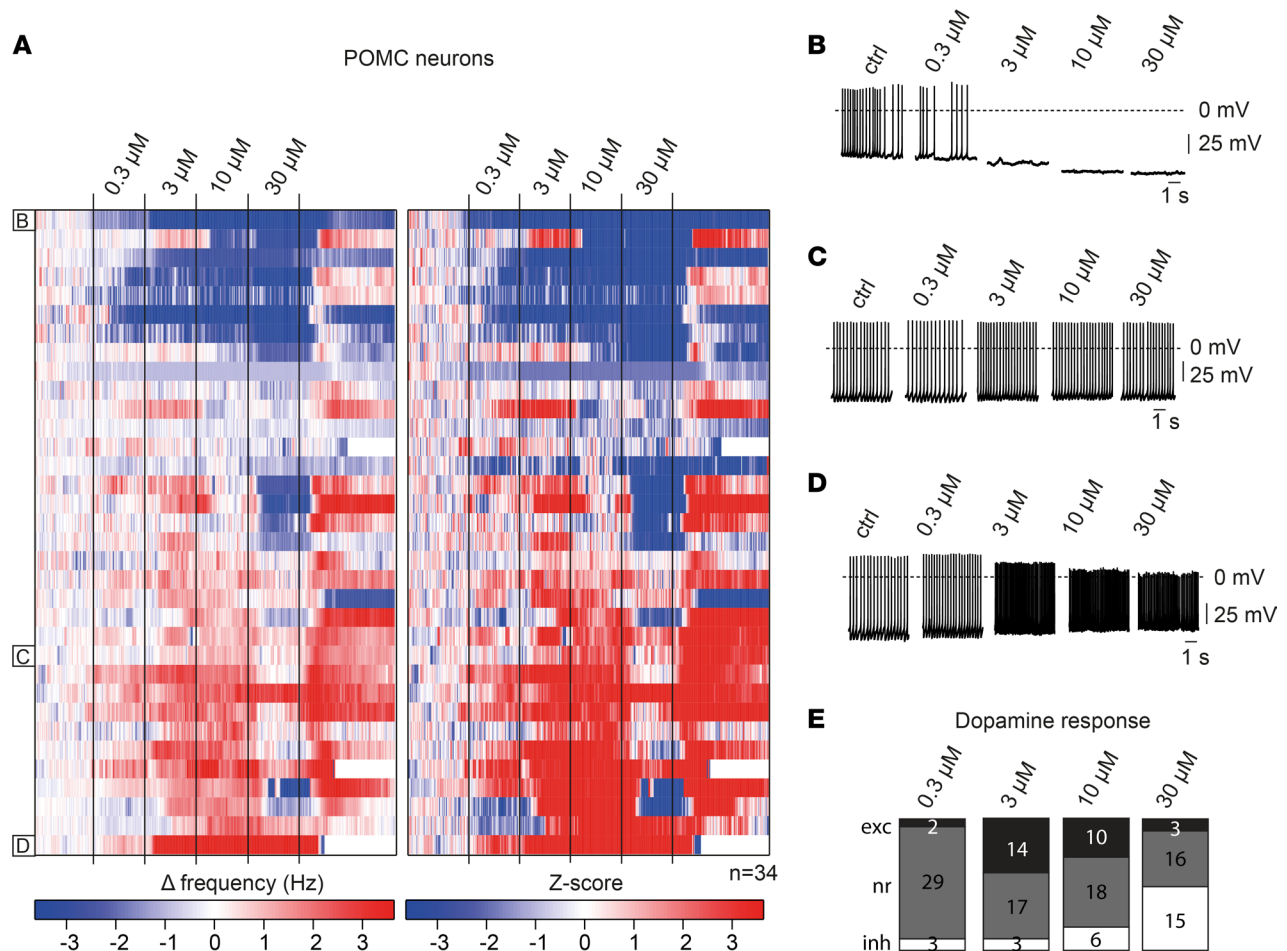 A
POMC neurons
0.3 µM 3 µM 10 µM 30 µM
0.3 µM 3 µM 10 µM 30 µM
B
C
D
n=34
Δ frequency (Hz)
-3 -2 -1 0 1 2 3
Z-score
-3 -2 -1 0 1 2 3
B
ctrl 0.3 µM 3 µM 10 µM 30 µM
0 mV
25 mV
1 s
C
ctrl 0.3 µM 3 µM 10 µM 30 µM
0 mV
25 mV
1 s
D
ctrl 0.3 µM 3 µM 10 µM 30 µM
0 mV
25 mV
1 s
E
Dopamine response
0.3 µM 3 µM 10 µM 30 µM
exc 2 14 10 3
nr 29 17 18 16
inh 3 3 6 15